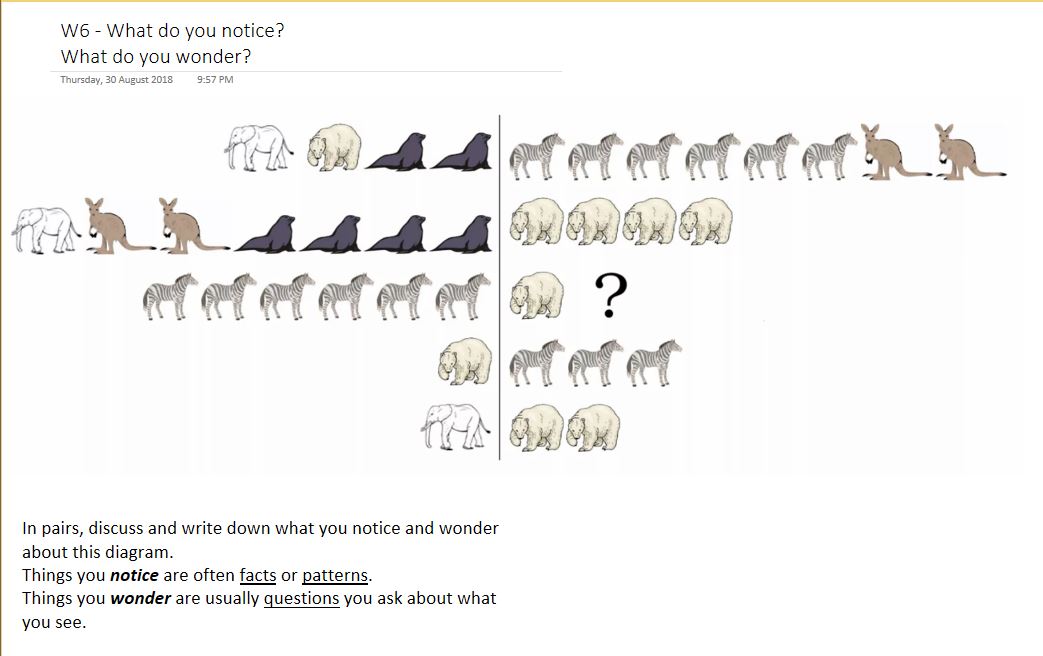 W6 - What do you notice?
What do you wonder?
Thursday, 30 August 2018 9:57 PM
?
In pairs, discuss and write down what you notice and wonder
about this diagram.
Things you notice are often facts or patterns.
Things you wonder are usually questions you ask about what
you see.